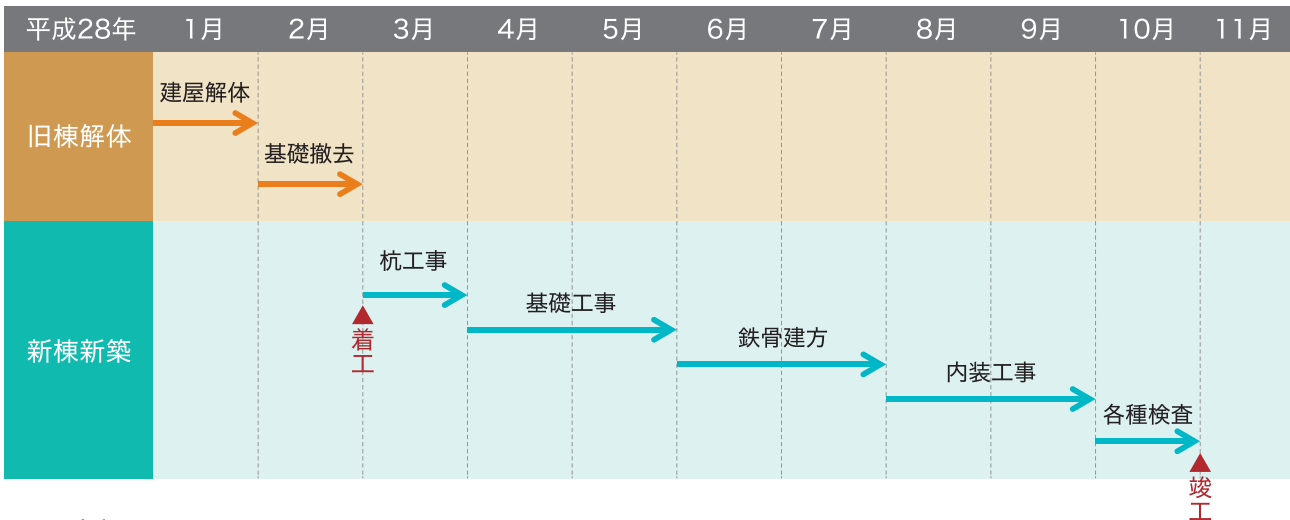 平成28年 1月 2月 3月 4月 5月 6月 7月 8月 9月 10月 11月
旧棟解体
建屋解体
基礎撤去
新棟新築
杭工事
着工
基礎工事
鉄骨建方
内装工事
各種検査
竣工